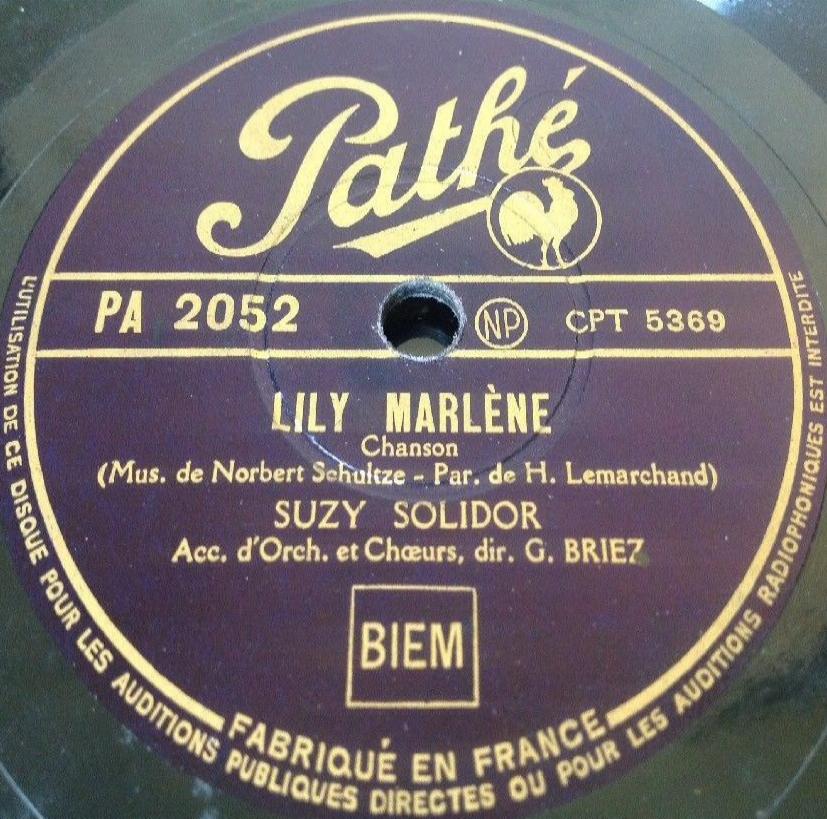 Pathé
PA 2052 NP CPT 5369
LILY MARLÈNE
Chanson
(Mus. de Norbert Schultze - Par. de H. Lemarchand)
SUZY SOLIDOR
Acc. d'Orch. et Chœurs, dir. G. BRIEZ
BIEM
FABRIQUÉ EN FRANCE
L'UTILISATION DE CE DISQUE POUR LES AUDITIONS PUBLIQUES DIRECTES OU POUR LES AUDITIONS RADIOPHONIQUES EST INTERDITE